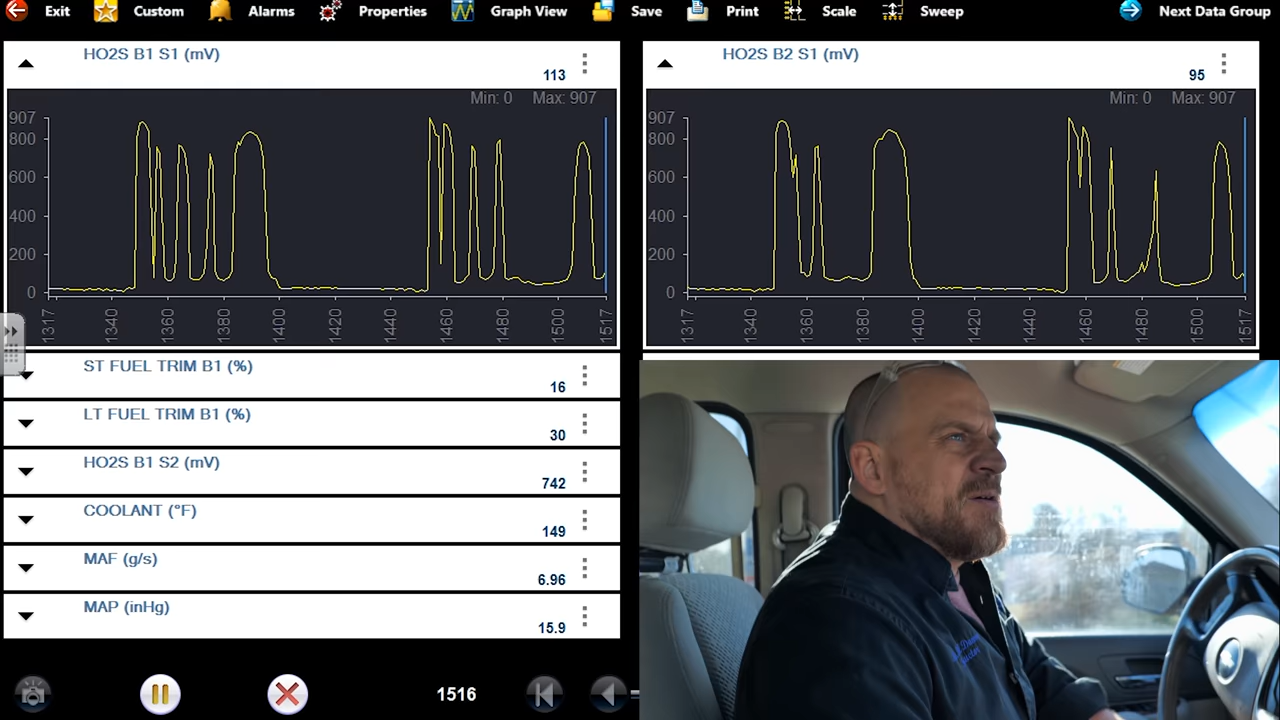 Exit Custom Alarms Properties Graph View Save Print Scale Sweep Next Data Group
HO2S B1 S1 (mV)
113
Min: 0 Max: 907
907
800
600
400
200
0
1317 1340 1360 1380 1400 1420 1440 1460 1480 1500 1517
HO2S B2 S1 (mV)
95
Min: 0 Max: 907
907
800
600
400
200
0
1317 1340 1360 1380 1400 1420 1440 1460 1480 1500 1517
ST FUEL TRIM B1 (%)
16
LT FUEL TRIM B1 (%)
30
HO2S B1 S2 (mV)
742
COOLANT (°F)
149
MAF (g/s)
6.96
MAP (inHg)
15.9
1516